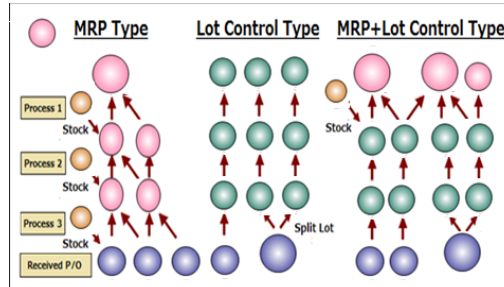 MRP Type
Lot Control Type
MRP+Lot Control Type
Process 1
Stock
Stock
Process 2
Stock
Process 3
Stock
Split Lot
Received P/O